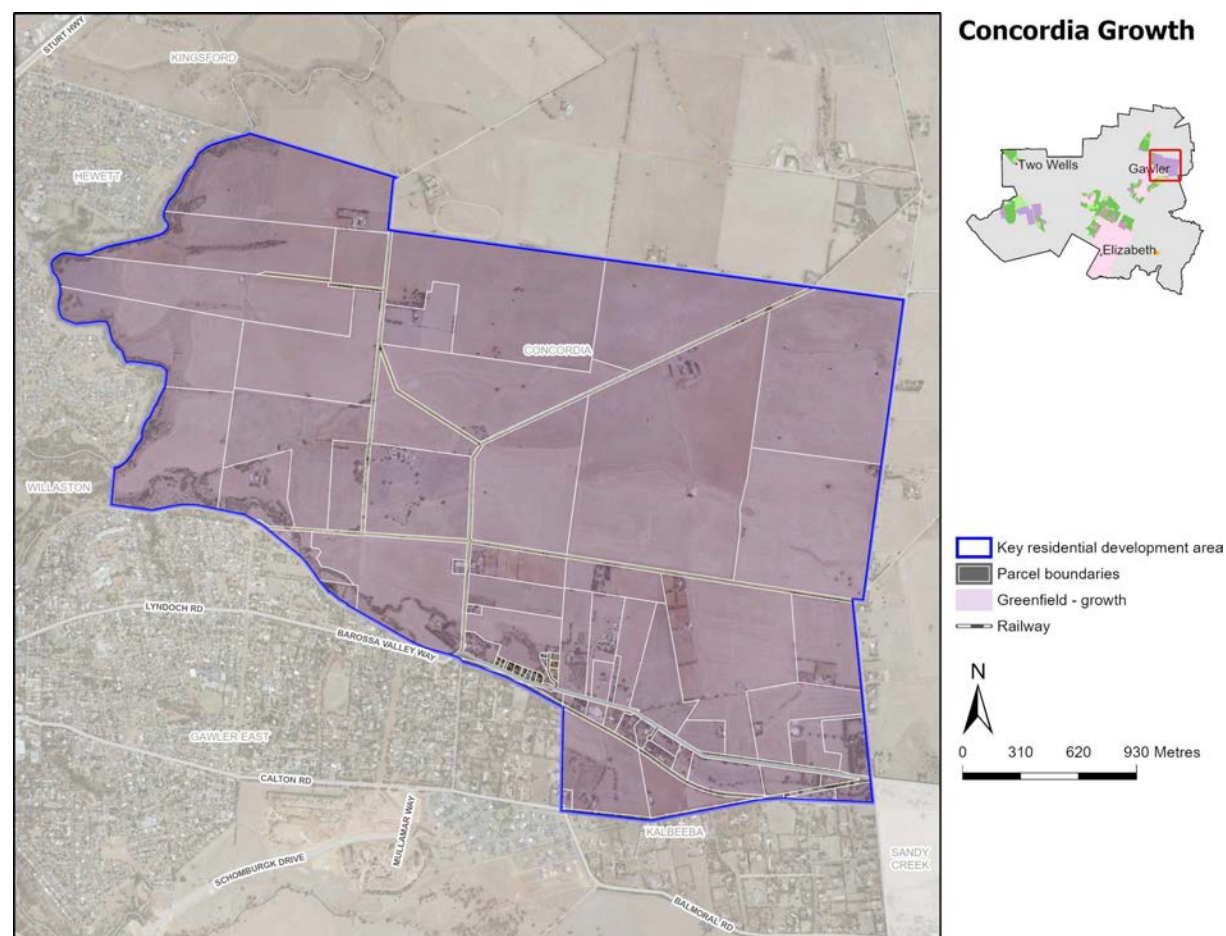 Concordia Growth
STURT HWY
KINGSFORD
HEWETT
CONCORDIA
WILLASTON
LYNDOCH RD
BAROSSA VALLEY WAY
GAWLER EAST
CALTON RD
MULLAMAR WAY
SCHOMBURGK DRIVE
KALBEEBA
BALMORAL RD
SANDY
CREEK
Two Wells
Gawler
Elizabeth
Key residential development area
Parcel boundaries
Greenfield - growth
Railway
N
0 310 620 930 Metres